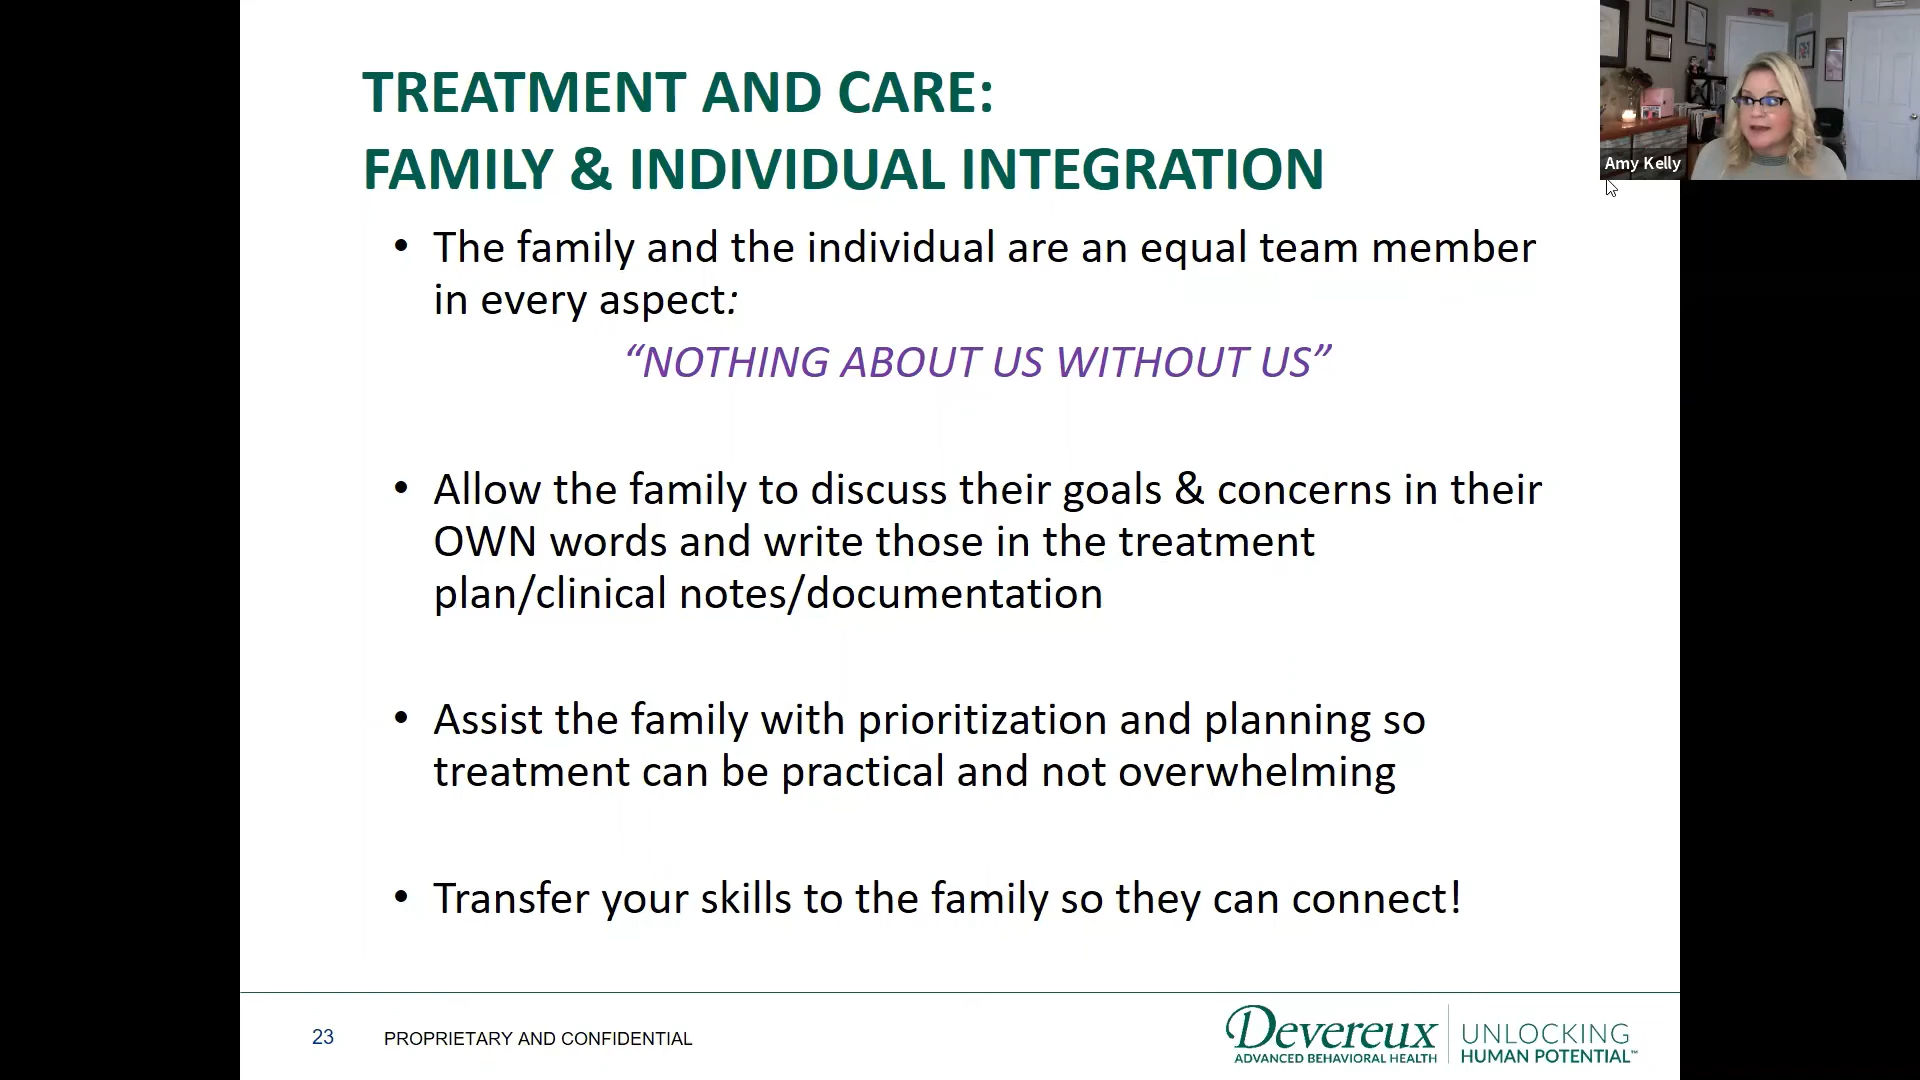 TREATMENT AND CARE:
FAMILY & INDIVIDUAL INTEGRATION
Amy Kelly
• The family and the individual are an equal team member
in every aspect:
“NOTHING ABOUT US WITHOUT US”
• Allow the family to discuss their goals & concerns in their
OWN words and write those in the treatment
plan/clinical notes/documentation
• Assist the family with prioritization and planning so
treatment can be practical and not overwhelming
• Transfer your skills to the family so they can connect!
23 PROPRIETARY AND CONFIDENTIAL
Devereux
ADVANCED BEHAVIORAL HEALTH
UNLOCKING
HUMAN POTENTIAL™